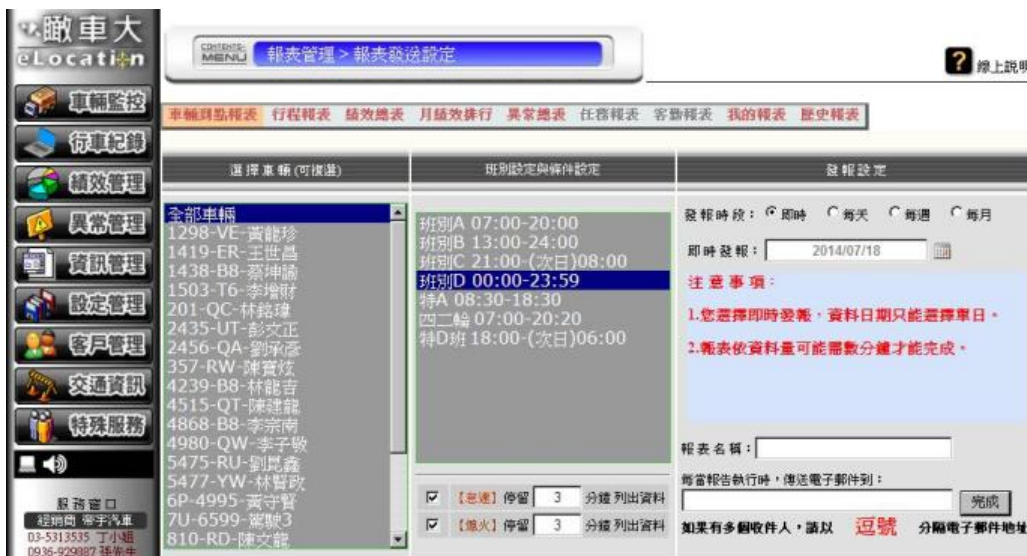 瞰車大
eLocation
車輛監控
行車紀錄
績效管理
異常管理
資訊管理
設定管理
客戶管理
交通資訊
特殊服務
服務窗口
經銷商 帝宇汽車
03-5313535 丁小姐
0936-929887 張先生
CONTENTS-
MENU
報表管理 > 報表發送設定
? 線上說明
車輛測點報表 行程報表 績效總表 月績效排行 異常總表 任務報表 客勤報表 我的報表 歷史報表
選擇車輛(可複選)
全部車輛
1298-VE-黃龍珍
1419-ER-王世昌
1438-B8-蔡坤
1503-T6-李增財
201-QC-林銘
2435-UT-彭文正
2456-QA-劉承彥
357-RW-陳寶炫
4239-B8-林龍吉
4515-QT-陳建龍
4868-B8-李宗南
4980-QW-李子敬
5475-RU-劉昆鑫
5477-YW-林賢政
6P-4995-黃守賢
7U-6599-駕駛3
810-RD-陳文龍
班別設定與條件設定
班別A 07:00-20:00
班別B 13:00-24:00
班別C 21:00-(次日)08:00
班別D 00:00-23:59
特A 08:30-18:30
四二輪 07:00-20:20
特D班 18:00-(次日)06:00
【怠速】停留 3 分鐘 列出資料
【熄火】停留 3 分鐘 列出資料
發報設定
發報時段： 即時 每天 每週 每月
即時發報： 2014/07/18
注意事項：
1.您選擇即時發報，資料日期只能選擇單日。
2.報表依資料量可能需數分鐘才能完成。
報表名稱：
每當報告執行時，傳送電子郵件到：
完成
如果有多個收件人，請以 逗號 分隔電子郵件地址